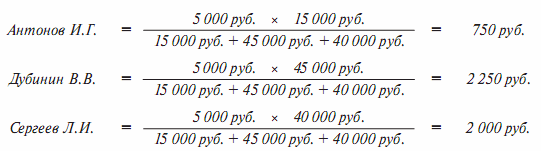 5 000 руб. × 15 000 руб.
Антонов И.Г. = = 750 руб.
15 000 руб. + 45 000 руб. + 40 000 руб.
5 000 руб. × 45 000 руб.
Дубинин В.В. = = 2 250 руб.
15 000 руб. + 45 000 руб. + 40 000 руб.
5 000 руб. × 40 000 руб.
Сергеев Л.И. = = 2 000 руб.
15 000 руб. + 45 000 руб. + 40 000 руб.